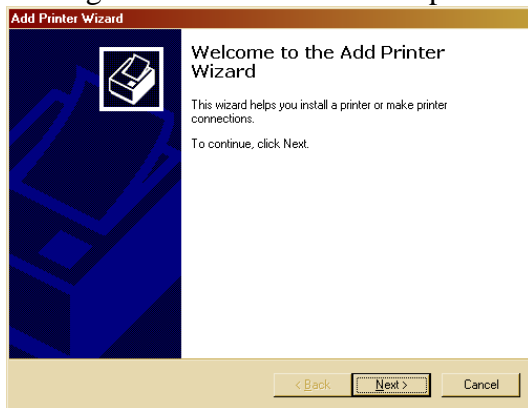 Add Printer Wizard
Welcome to the Add Printer
Wizard
This wizard helps you install a printer or make printer
connections.
To continue, click Next.
< Back Next > Cancel